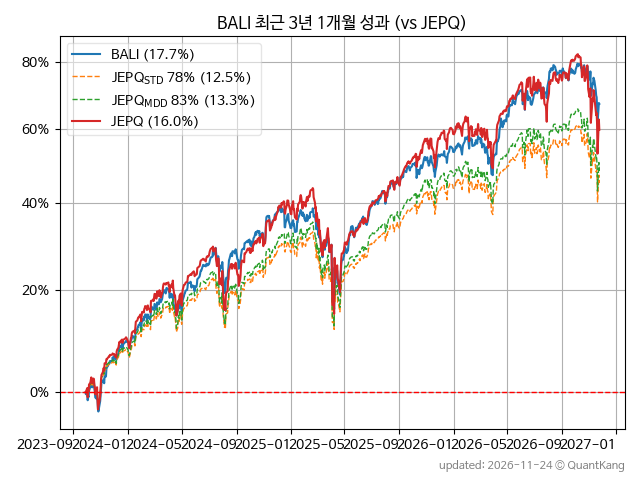 BALI 최근 3년 1개월 성과 (vs JEPQ)
BALI (17.7%)
JEPQSTD 78% (12.5%)
JEPQMDD 83% (13.3%)
JEPQ (16.0%)
80%
60%
40%
20%
0%
2023-09 2024-01 2024-05 2024-09 2025-01 2025-05 2025-09 2026-01 2026-05 2026-09 2027-01
updated: 2026-11-24 © QuantKang